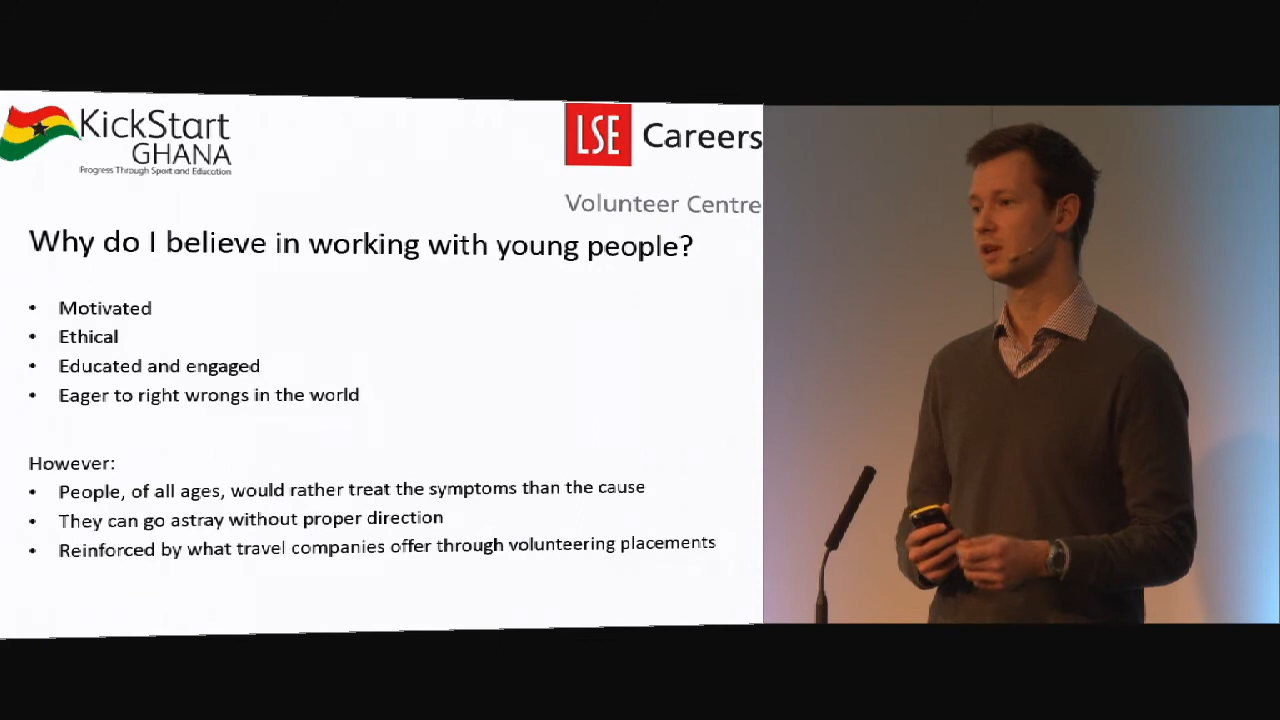 KickStart
GHANA
Progress Through Sport and Education
LSE Careers
Volunteer Centre
Why do I believe in working with young people?
• Motivated
• Ethical
• Educated and engaged
• Eager to right wrongs in the world
However:
• People, of all ages, would rather treat the symptoms than the cause
• They can go astray without proper direction
• Reinforced by what travel companies offer through volunteering placements